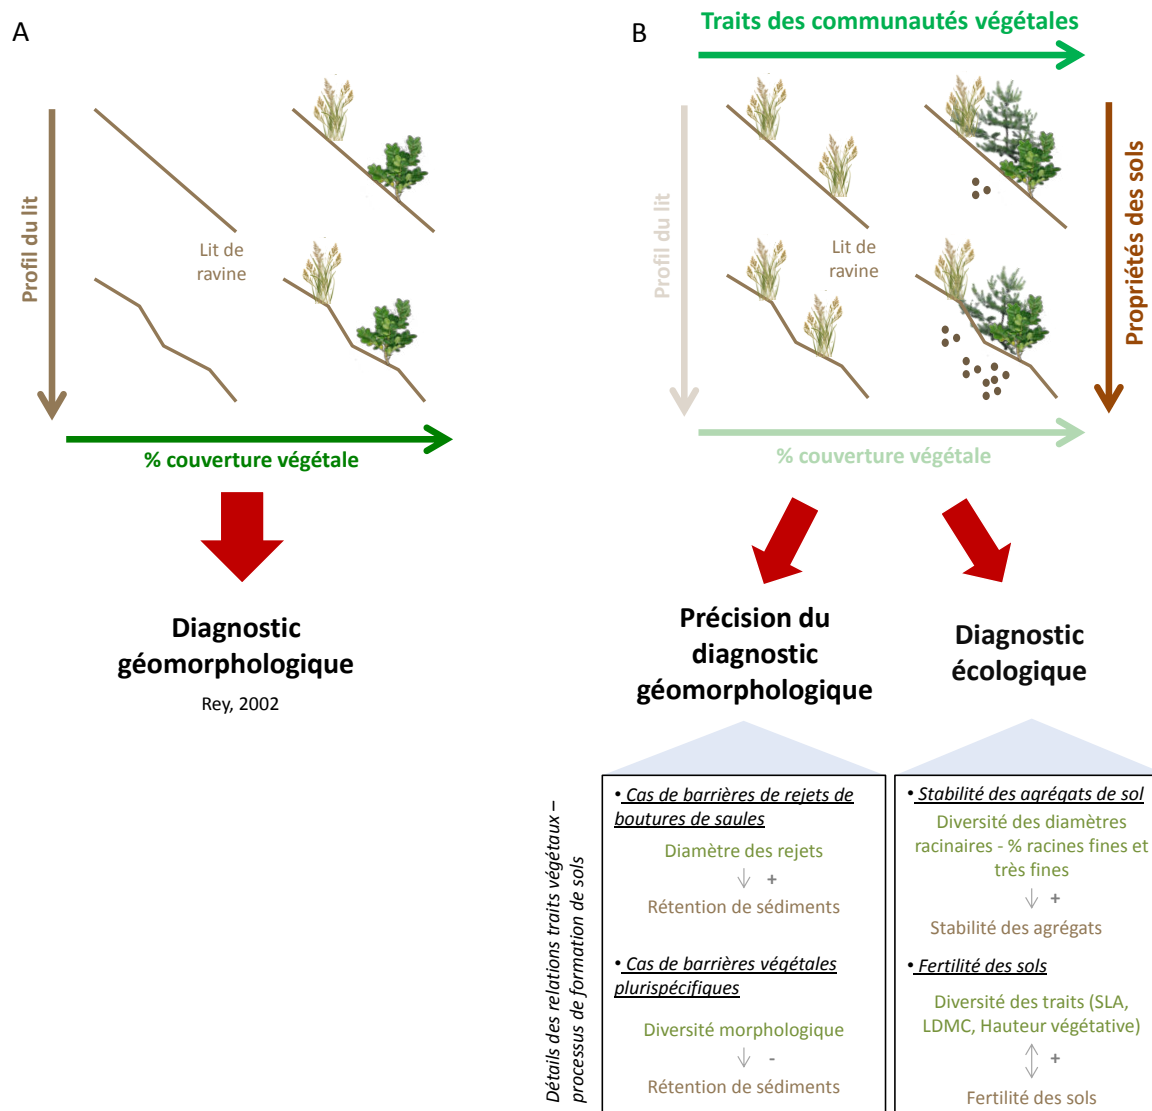 A
Profil du lit
Lit de
ravine
% couverture végétale
Diagnostic
géomorphologique
Rey, 2002
B
Traits des communautés végétales
Profil du lit
Lit de
ravine
Propriétés des sols
% couverture végétale
Précision du
diagnostic
géomorphologique
Diagnostic
écologique
Détails des relations traits végétaux –
processus de formation de sols
• Cas de barrières de rejets de
boutures de saules
Diamètre des rejets
+
Rétention de sédiments
• Cas de barrières végétales
plurispécifiques
Diversité morphologique
-
Rétention de sédiments
• Stabilité des agrégats de sol
Diversité des diamètres
racinaires - % racines fines et
très fines
+
Stabilité des agrégats
• Fertilité des sols
Diversité des traits (SLA,
LDMC, Hauteur végétative)
+
Fertilité des sols